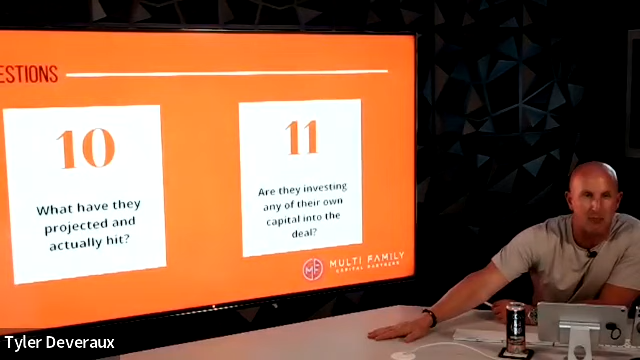 ESTIONS
10
What have they
projected and
actually hit?
11
Are they investing
any of their own
capital into the
deal?
MF
MULTI FAMILY
CAPITAL PARTNERS
Tyler Deveraux